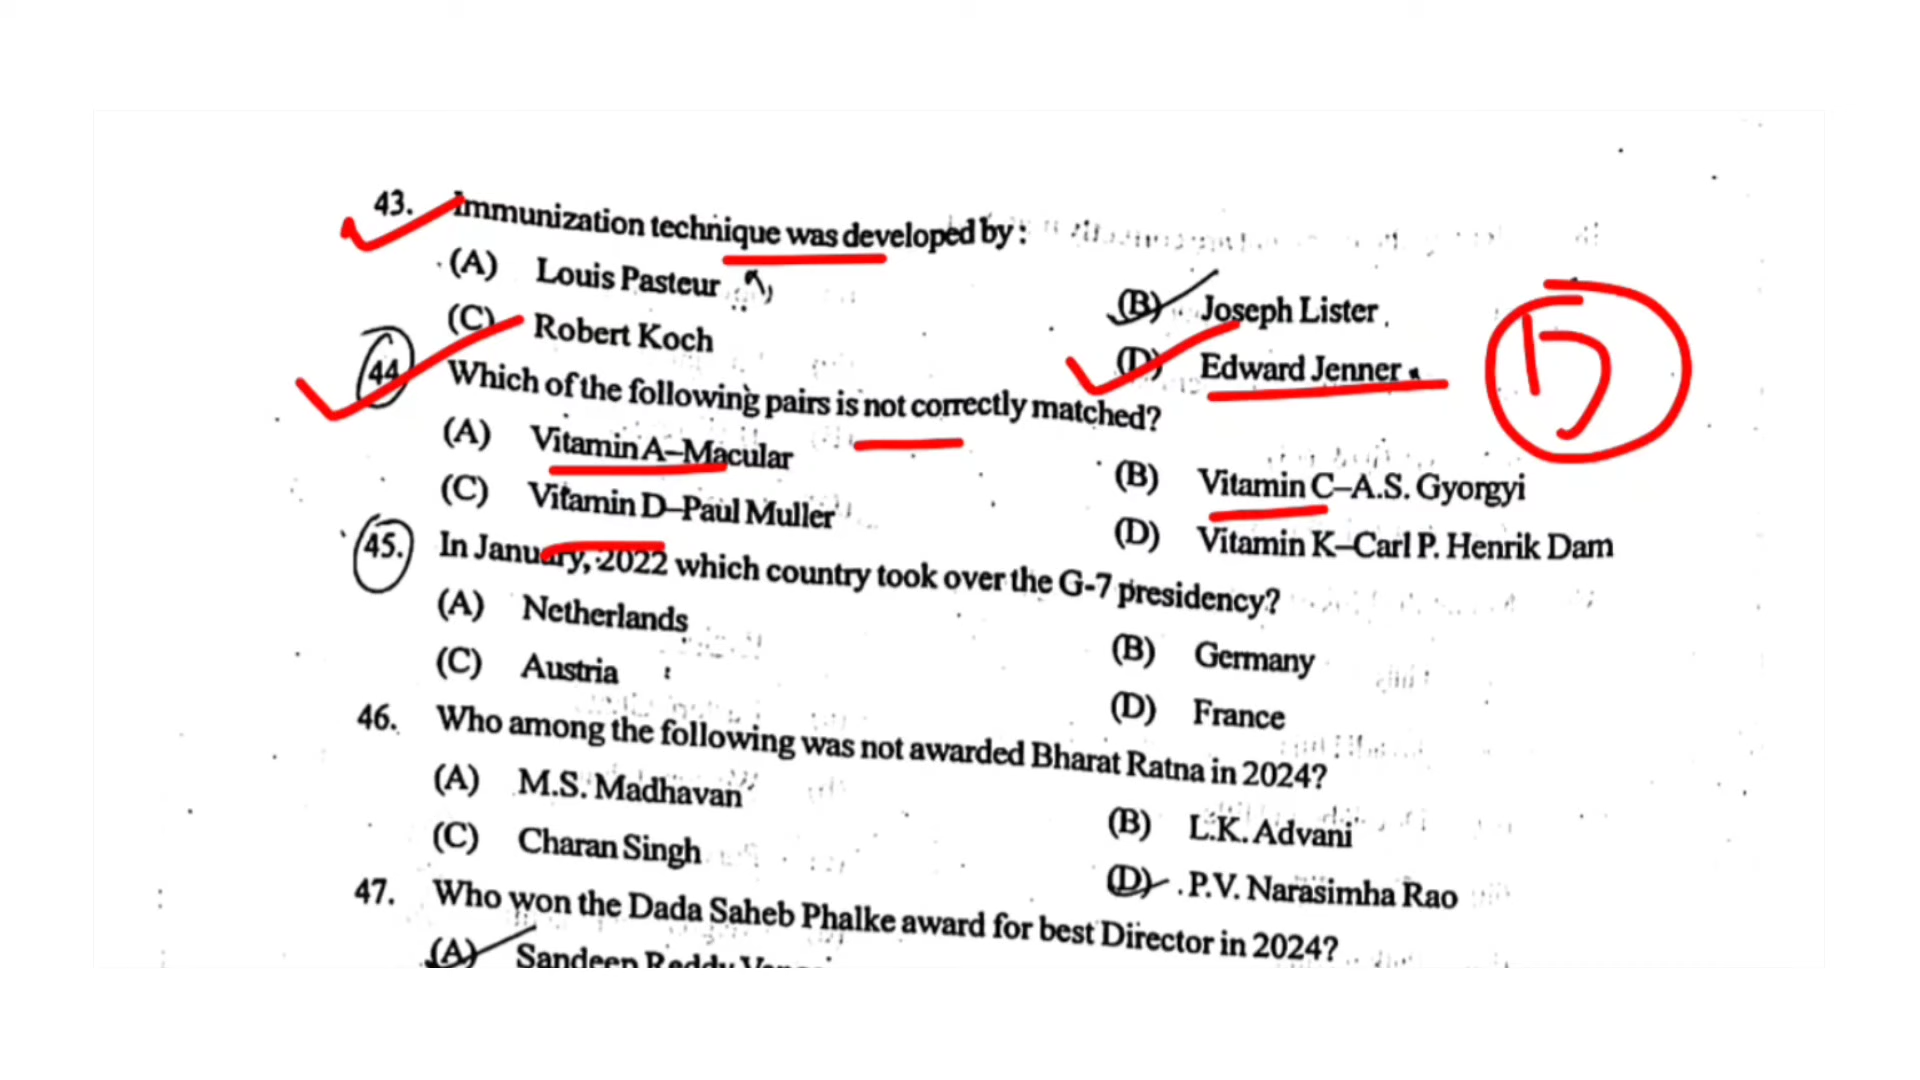 43. Immunization technique was developed by :
(A) Louis Pasteur
(B) Joseph Lister
(C) Robert Koch
(D) Edward Jenner
D
44. Which of the following pairs is not correctly matched?
(A) Vitamin A–Macular
(B) Vitamin C–A.S. Gyorgyi
(C) Vitamin D–Paul Muller
(D) Vitamin K–Carl P. Henrik Dam
45. In January, 2022 which country took over the G-7 presidency?
(A) Netherlands
(B) Germany
(C) Austria
(D) France
46. Who among the following was not awarded Bharat Ratna in 2024?
(A) M.S. Madhavan
(B) L.K. Advani
(C) Charan Singh
(D) P.V. Narasimha Rao
47. Who won the Dada Saheb Phalke award for best Director in 2024?
(A) Sandeep Reddy